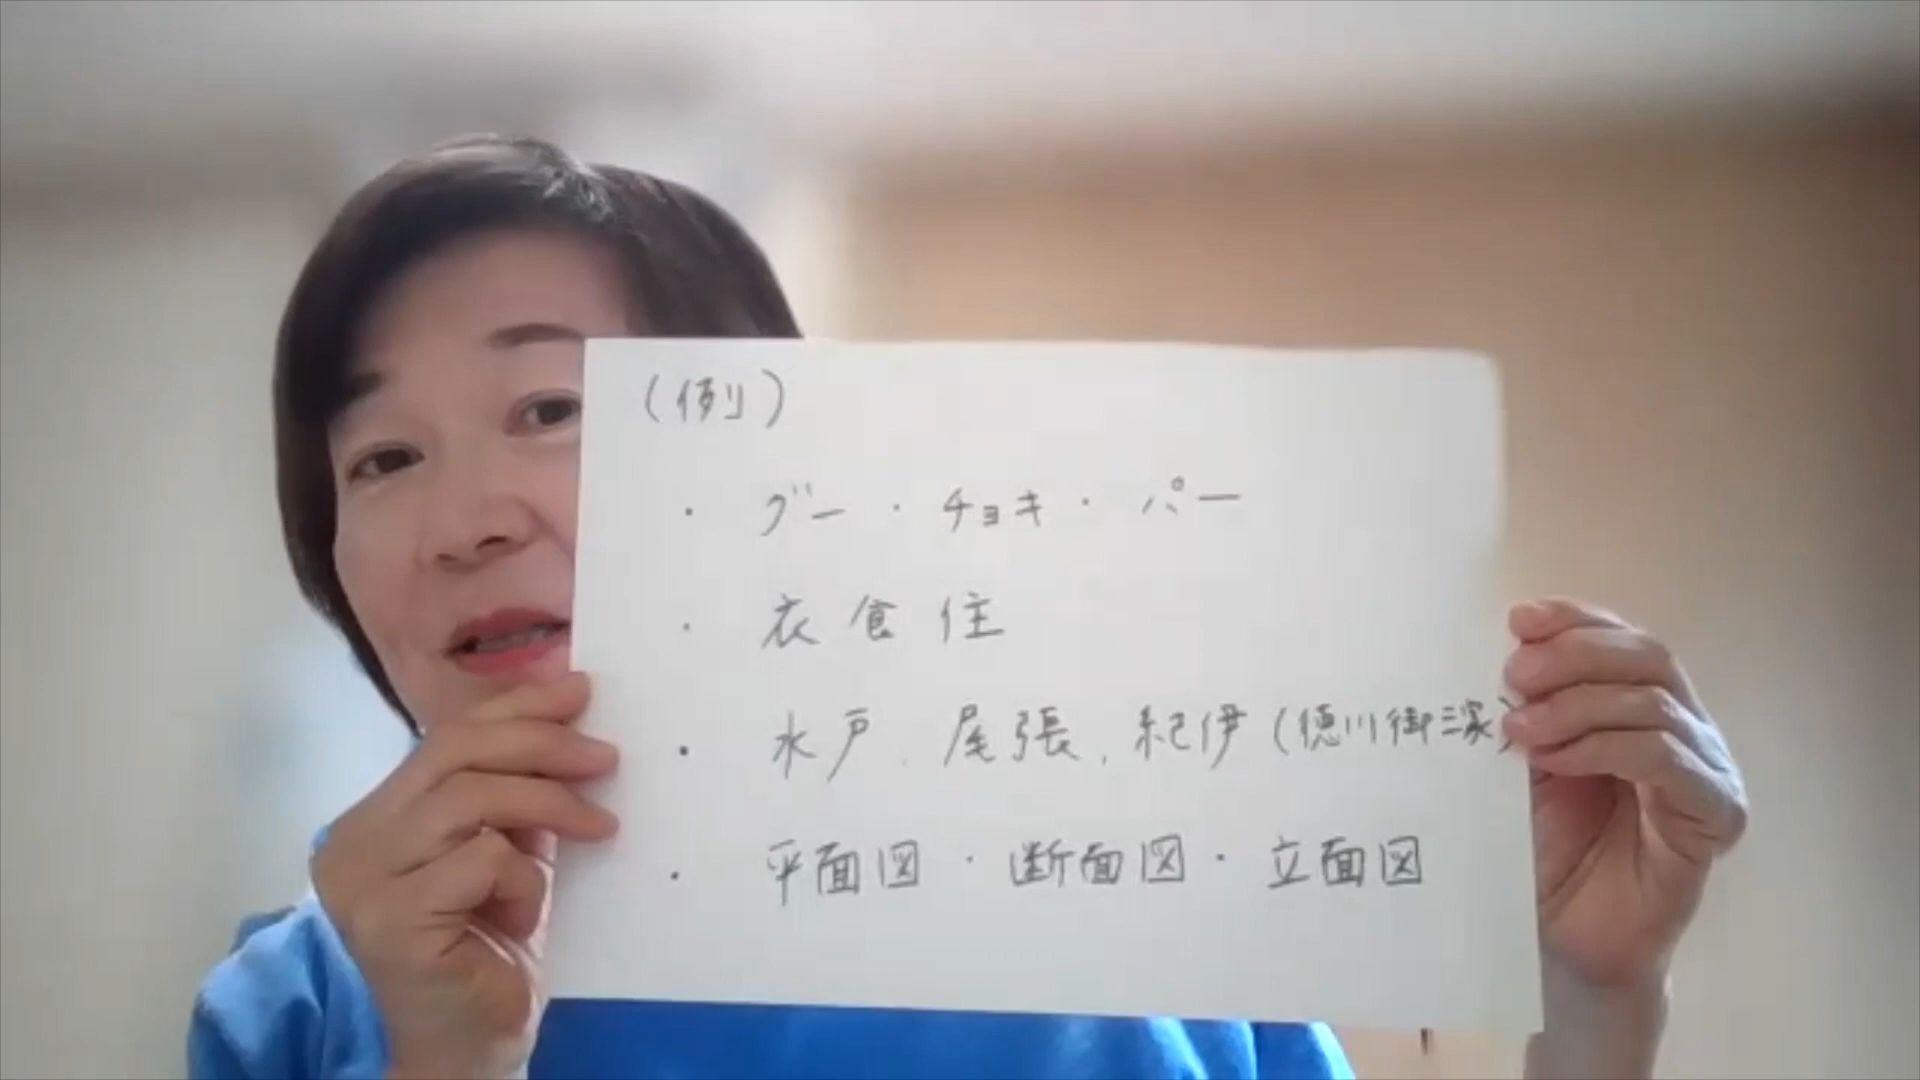 (例)
・ グー・チョキ・パー
・ 衣食住
・ 水戸、尾張、紀伊(徳川御三家)
・ 平面図・断面図・立面図